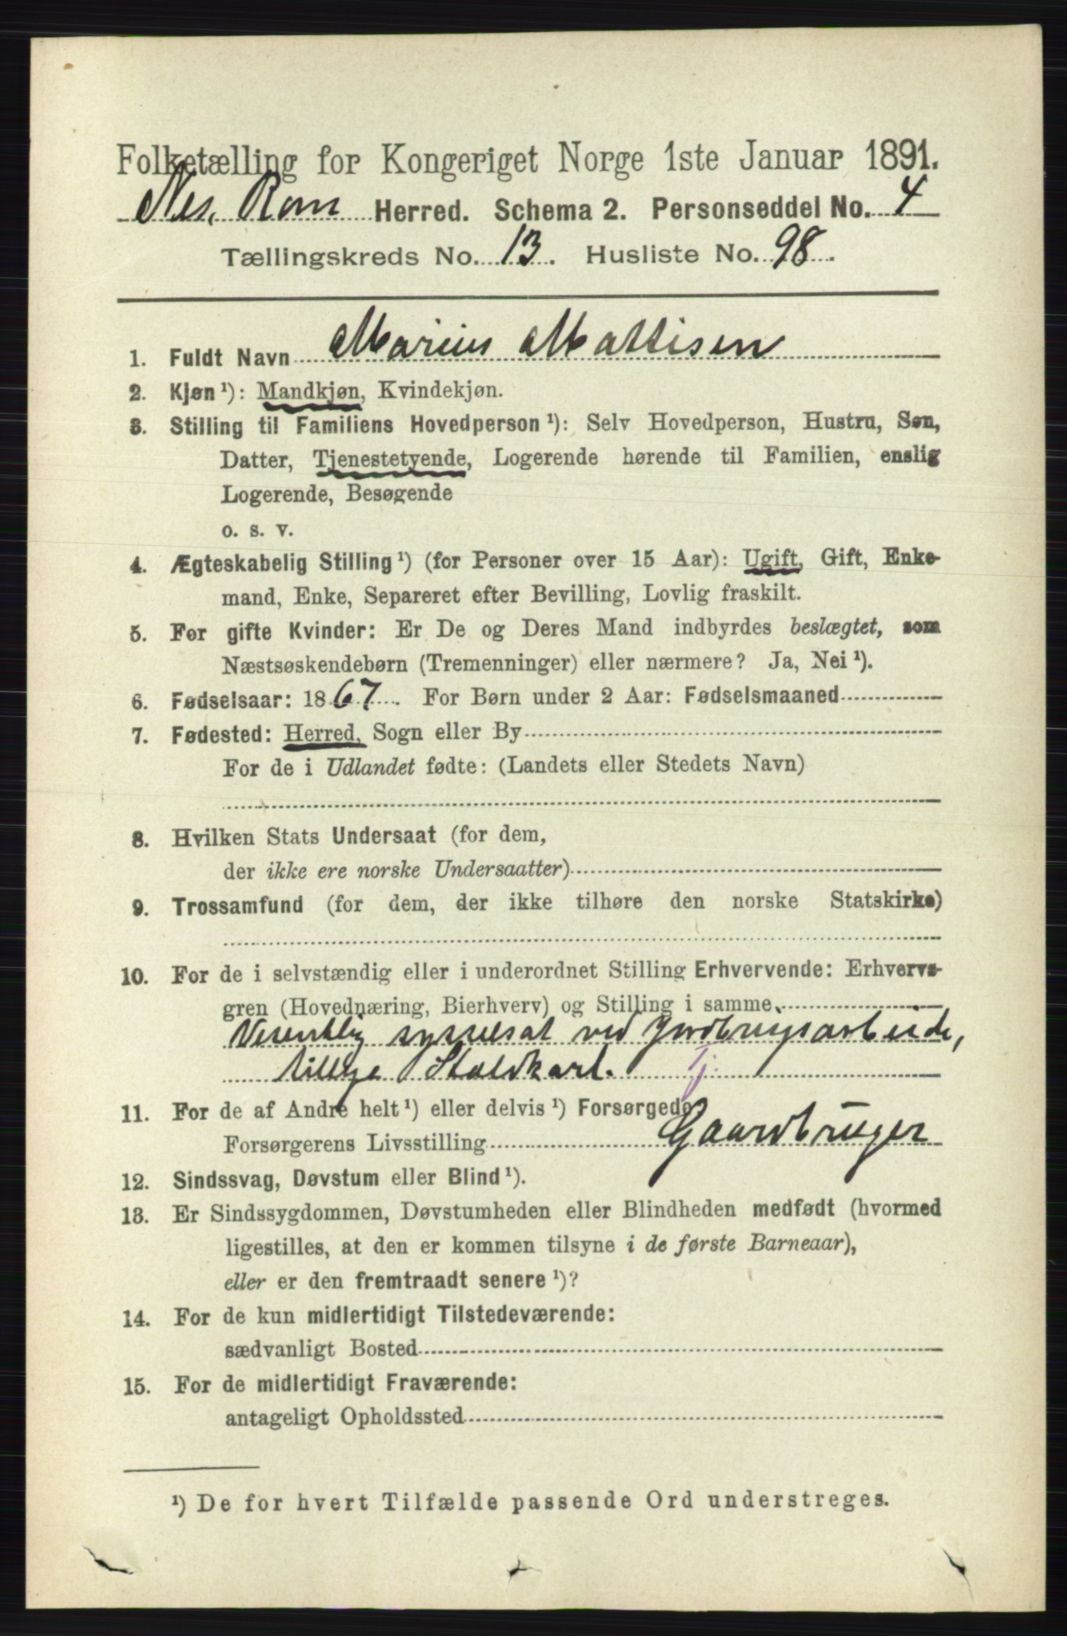 Folketælling for Kongeriget Norge 1ste Januar 1891.
Nes, Rom Herred. Schema 2. Personseddel No. 4
Tællingskreds No. 13. Husliste No. 98.
1. Fuldt Navn Marius Mattisen
2. Kjøn ¹): Mandkjøn, Kvindekjøn.
3. Stilling til Familiens Hovedperson ¹): Selv Hovedperson, Hustru, Søn,
Datter, Tjenestetyende, Logerende hørende til Familien, enslig
Logerende, Besøgende
o. s. v.
4. Ægteskabelig Stilling ¹) (for Personer over 15 Aar): Ugift, Gift, Enke-
mand, Enke, Separeret efter Bevilling, Lovlig fraskilt.
5. For gifte Kvinder: Er De og Deres Mand indbyrdes beslægtet, som
Næstsøskendebørn (Tremenninger) eller nærmere? Ja, Nei ¹).
6. Fødselsaar: 1867. For Børn under 2 Aar: Fødselsmaaned
7. Fødested: Herred, Sogn eller By
For de i Udlandet fødte: (Landets eller Stedets Navn)
8. Hvilken Stats Undersaat (for dem,
der ikke ere norske Undersaatter)
9. Trossamfund (for dem, der ikke tilhøre den norske Statskirke)
10. For de i selvstændig eller i underordnet Stilling Erhvervende: Erhvervs-
gren (Hovednæring, Bierhverv) og Stilling i samme
Vesentlig sysselsat ved Jordbrugsarbeide,
tillige Staldkarl. Tj.
11. For de af Andre helt ¹) eller delvis ¹) Forsørgede
Forsørgerens Livsstilling Gaardbruger
12. Sindssvag, Døvstum eller Blind ¹).
13. Er Sindssygdommen, Døvstumheden eller Blindheden medfødt (hvormed
ligestilles, at den er kommen tilsyne i de første Barneaar),
eller er den fremtraadt senere ¹)?
14. For de kun midlertidigt Tilstedeværende:
sædvanligt Bosted
15. For de midlertidigt Fraværende:
antageligt Opholdssted
¹) De for hvert Tilfælde passende Ord understreges.